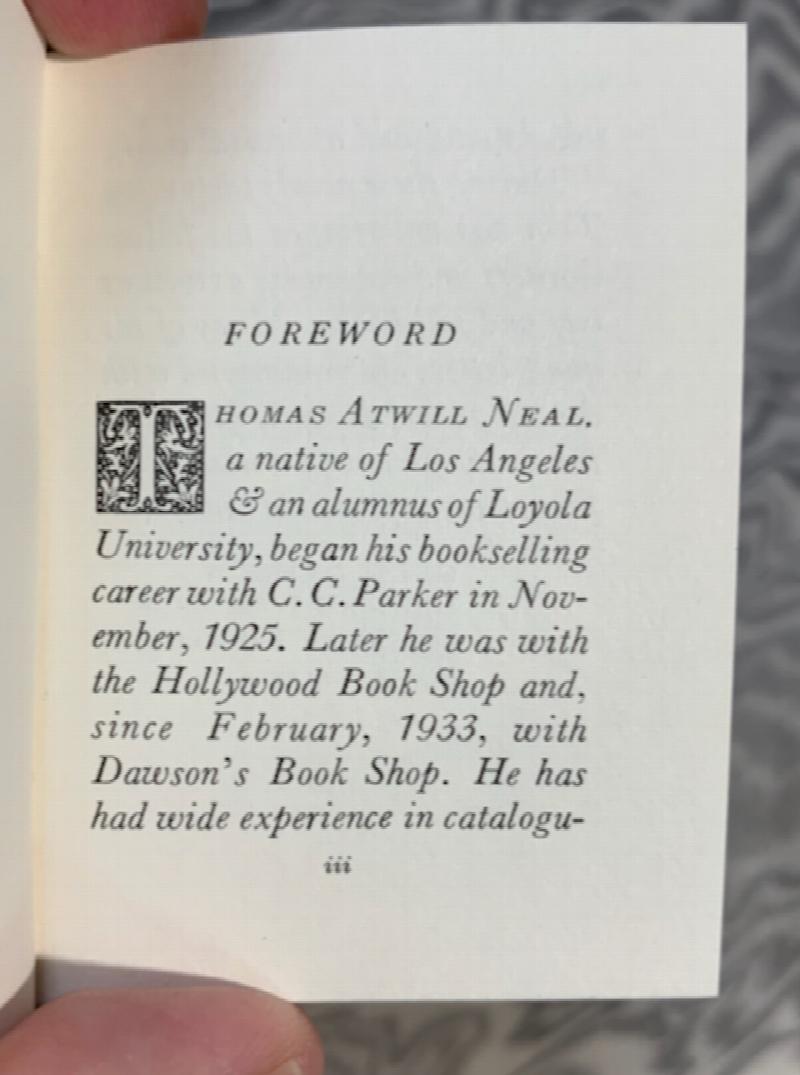 FOREWORD
THOMAS ATWILL NEAL,
a native of Los Angeles
& an alumnus of Loyola
University, began his bookselling
career with C. C. Parker in Nov-
ember, 1925. Later he was with
the Hollywood Book Shop and,
since February, 1933, with
Dawson's Book Shop. He has
had wide experience in catalogu-
iii